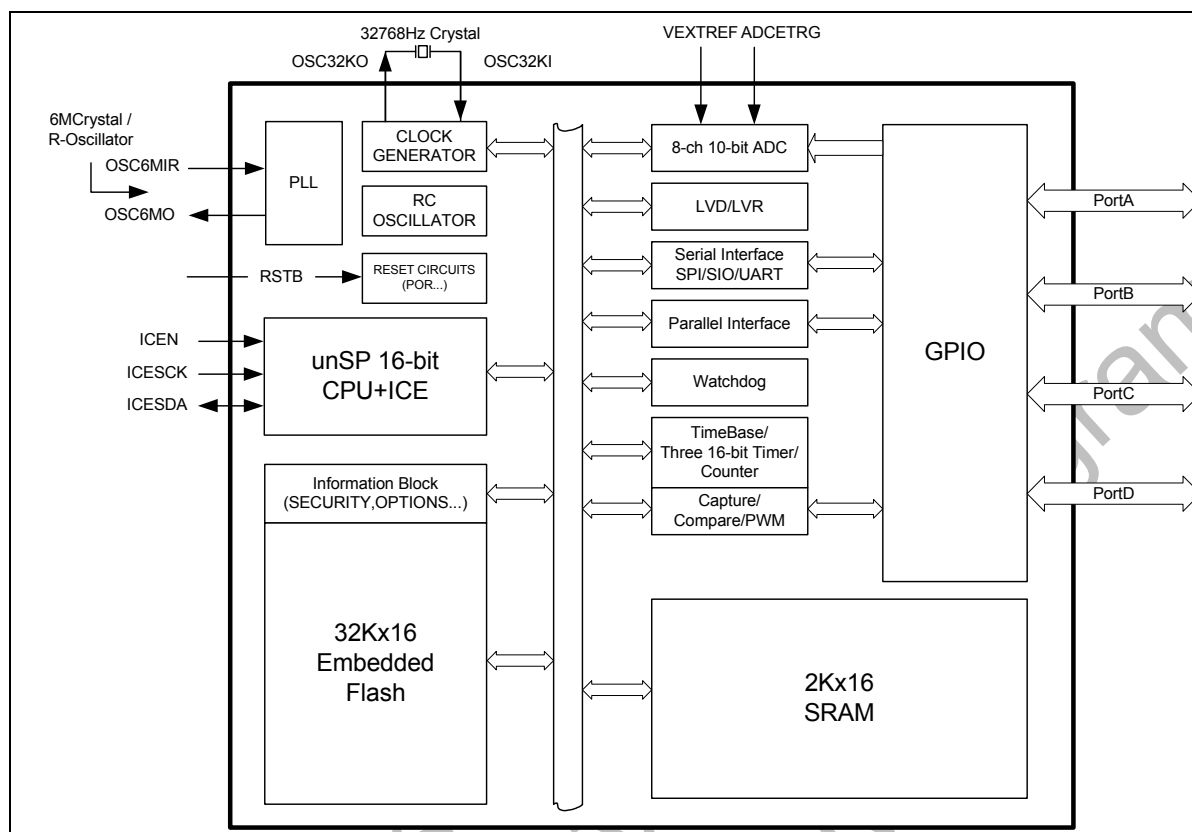 32768Hz Crystal
OSC32KO
OSC32KI
VEXTREF ADCETRG
6MCrystal /
R-Oscillator
OSC6MIR
OSC6MO
PLL
CLOCK
GENERATOR
RC
OSCILLATOR
RSTB
RESET CIRCUITS
(POR...)
ICEN
ICESCK
ICESDA
unSP 16-bit
CPU+ICE
Information Block
(SECURITY,OPTIONS...)
32Kx16
Embedded
Flash
8-ch 10-bit ADC
LVD/LVR
Serial Interface
SPI/SIO/UART
Parallel Interface
Watchdog
TimeBase/
Three 16-bit Timer/
Counter
Capture/
Compare/PWM
2Kx16
SRAM
GPIO
PortA
PortB
PortC
PortD